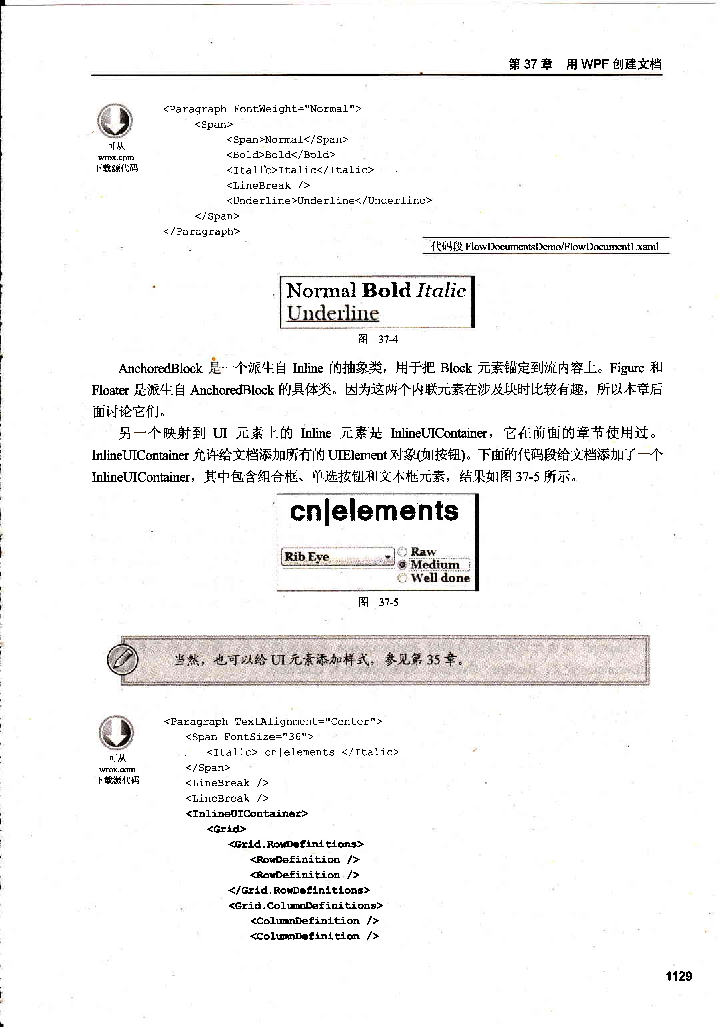 第 37 章 用 WPF 创建文档
<Paragraph FontWeight="Normal">
<Span>
<Span>Normal</Span>
<Bold>Bold</Bold>
<Italic>Italic</Italic>
<LineBreak />
<Underline>Underline</Underline>
</Span>
</Paragraph>
可从
wrox.com
下载源代码
代码段 FlowDocumentsDemo/FlowDocument1.xaml
Normal Bold Italic
Underline
图 37-4
AnchoredBlock 是一个派生自 Inline 的抽象类，用于把 Block 元素锚定到流内容上。Figure 和
Floater 是派生自 AnchoredBlock 的具体类。因为这两个内联元素在涉及块时比较有趣，所以本章后
面讨论它们。
另一个映射到 UI 元素上的 Inline 元素是 InlineUIContainer，它在前面的章节使用过。
InlineUIContainer 允许给文档添加所有的 UIElement 对象(如按钮)。下面的代码段给文档添加了一个
InlineUIContainer，其中包含组合框、单选按钮和文本框元素，结果如图 37-5 所示。
cn|elements
Rib Eye
Raw
Medium
Well done
图 37-5
当然，也可以给 UI 元素添加样式，参见第 35 章。
可从
wrox.com
下载源代码
<Paragraph TextAlignment="Center">
<Span FontSize="36">
<Italic> cn|elements </Italic>
</Span>
<LineBreak />
<LineBreak />
<InlineUIContainer>
<Grid>
<Grid.RowDefinitions>
<RowDefinition />
<RowDefinition />
</Grid.RowDefinitions>
<Grid.ColumnDefinitions>
<ColumnDefinition />
<ColumnDefinition />
1129